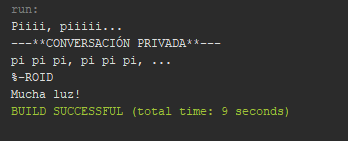 run:
Piiii, piiiii...
---**CONVERSACIÓN PRIVADA**---
pi pi pi, pi pi pi, ...
%-ROID
Mucha luz!
BUILD SUCCESSFUL (total time: 9 seconds)